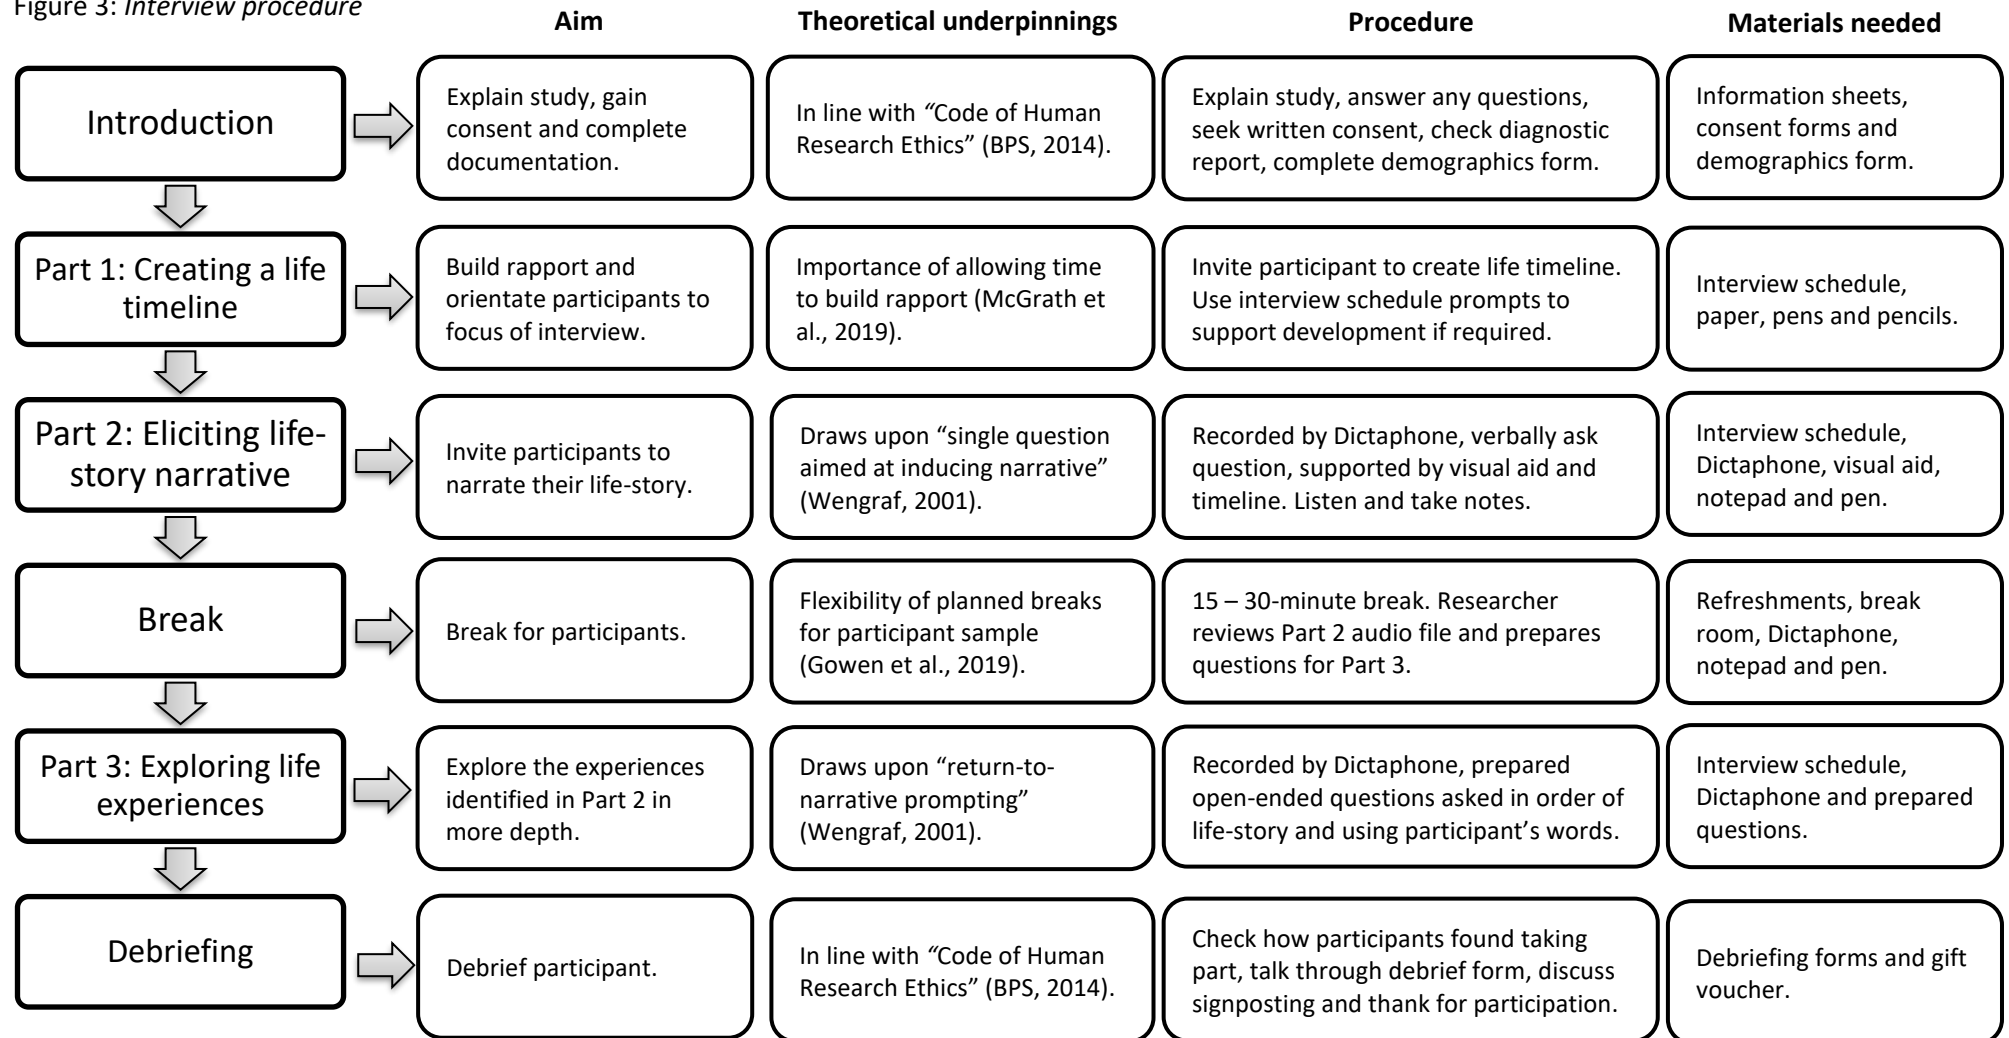 Figure 3: Interview procedure
Aim
Theoretical underpinnings
Procedure
Materials needed
Introduction
Explain study, gain
consent and complete
documentation.
In line with “Code of Human
Research Ethics” (BPS, 2014).
Explain study, answer any questions,
seek written consent, check diagnostic
report, complete demographics form.
Information sheets,
consent forms and
demographics form.
Part 1: Creating a life
timeline
Build rapport and
orientate participants to
focus of interview.
Importance of allowing time
to build rapport (McGrath et
al., 2019).
Invite participant to create life timeline.
Use interview schedule prompts to
support development if required.
Interview schedule,
paper, pens and pencils.
Part 2: Eliciting life-
story narrative
Invite participants to
narrate their life-story.
Draws upon “single question
aimed at inducing narrative”
(Wengraf, 2001).
Recorded by Dictaphone, verbally ask
question, supported by visual aid and
timeline. Listen and take notes.
Interview schedule,
Dictaphone, visual aid,
notepad and pen.
Break
Break for participants.
Flexibility of planned breaks
for participant sample
(Gowen et al., 2019).
15 – 30-minute break. Researcher
reviews Part 2 audio file and prepares
questions for Part 3.
Refreshments, break
room, Dictaphone,
notepad and pen.
Part 3: Exploring life
experiences
Explore the experiences
identified in Part 2 in
more depth.
Draws upon “return-to-
narrative prompting”
(Wengraf, 2001).
Recorded by Dictaphone, prepared
open-ended questions asked in order of
life-story and using participant’s words.
Interview schedule,
Dictaphone and prepared
questions.
Debriefing
Debrief participant.
In line with “Code of Human
Research Ethics” (BPS, 2014).
Check how participants found taking
part, talk through debrief form, discuss
signposting and thank for participation.
Debriefing forms and gift
voucher.